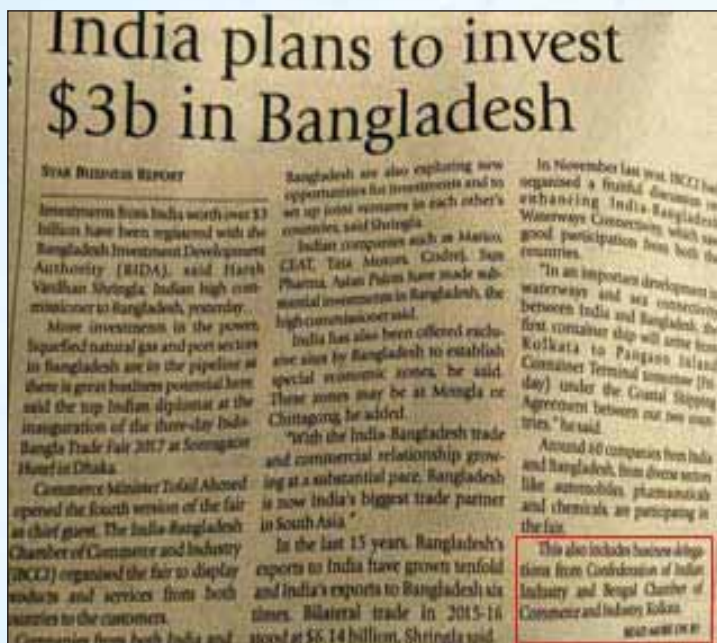 India plans to invest
$3b in Bangladesh
STAR BUSINESS REPORT
Investments from India worth over $3
billion have been registered with the
Bangladesh Investment Development
Authority (BIDA), said Harsh
Vardhan Shringla, Indian high com-
missioner to Bangladesh, yesterday.
More investments in the power,
liquefied natural gas and port sectors
in Bangladesh are in the pipeline as
there is great business potential here,
said the top Indian diplomat at the
inauguration of the three-day Indo-
Bangla Trade Fair 2017 at Sonargaon
Hotel in Dhaka.
Commerce Minister Tofail Ahmed
opened the fourth version of the fair
as chief guest. The India-Bangladesh
Chamber of Commerce and Industry
(IBCCI) organised the fair to display
products and services from both
countries to the customers.
Companies from both India and
Bangladesh are also exploring new
opportunities for investments and to
set up joint ventures in each other's
countries, said Shringla.
Indian companies such as Marico,
CEAT, Tata Motors, Godrej, Sun
Pharma, Asian Paints have made sub-
stantial investments in Bangladesh, the
high commissioner said.
India has also been offered exclu-
sive sites by Bangladesh to establish
special economic zones, he said.
These zones may be at Mongla or
Chittagong, he added.
"With the India-Bangladesh trade
and commercial relationship grow-
ing at a substantial pace, Bangladesh
is now India's biggest trade partner
in South Asia."
In the last 15 years, Bangladesh's
exports to India have grown tenfold
and India's exports to Bangladesh six
times. Bilateral trade in 2015-16
stood at $6.14 billion, Shringla said.
In November last year, IBCCI had
organised a fruitful discussion on
enhancing India-Bangladesh
Waterways Connectivity, which saw
good participation from both the
countries.
"In an important development in
waterways and sea connectivity
between India and Bangladesh, the
first container ship will arrive from
Kolkata to Pangaon Island
Container Terminal tomorrow [
day] under the Coastal Shipping
Agreement between our two coun-
tries," he said.
Around 60 companies from India
and Bangladesh, from diverse sectors
like automobiles, pharmaceuticals
and chemicals, are participating in
the fair.
This also includes business delega-
tions from Confederation of Indian
Industry and Bengal Chamber of
Commerce and Industry Kolkata.
READ MORE ON